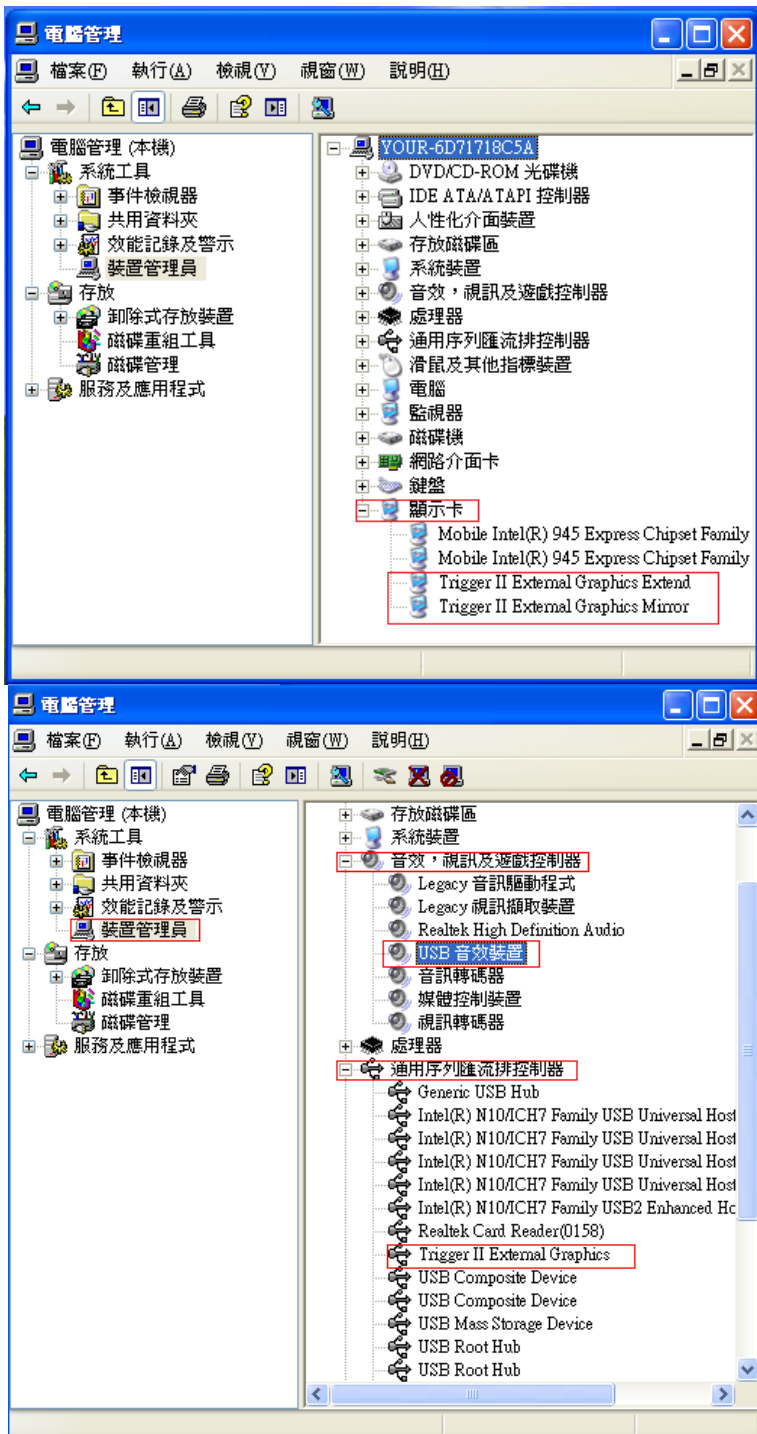 電腦管理
檔案(F) 執行(A) 檢視(V) 視窗(W) 說明(H)
電腦管理 (本機)
系統工具
事件檢視器
共用資料夾
效能記錄及警示
裝置管理員
存放
卸除式存放裝置
磁碟重組工具
磁碟管理
服務及應用程式
YOUR-6D71718C5A
DVD/CD-ROM 光碟機
IDE ATA/ATAPI 控制器
人性化介面裝置
存放磁碟區
系統裝置
音效，視訊及遊戲控制器
處理器
通用序列匯流排控制器
滑鼠及其他指標裝置
電腦
監視器
磁碟機
網路介面卡
鍵盤
顯示卡
Mobile Intel(R) 945 Express Chipset Family
Mobile Intel(R) 945 Express Chipset Family
Trigger II External Graphics Extend
Trigger II External Graphics Mirror
電腦管理
檔案(F) 執行(A) 檢視(V) 視窗(W) 說明(H)
電腦管理 (本機)
系統工具
事件檢視器
共用資料夾
效能記錄及警示
裝置管理員
存放
卸除式存放裝置
磁碟重組工具
磁碟管理
服務及應用程式
存放磁碟區
系統裝置
音效，視訊及遊戲控制器
Legacy 音訊驅動程式
Legacy 視訊擷取裝置
Realtek High Definition Audio
USB 音效裝置
音訊轉碼器
媒體控制裝置
視訊轉碼器
處理器
通用序列匯流排控制器
Generic USB Hub
Intel(R) N10/ICH7 Family USB Universal Host
Intel(R) N10/ICH7 Family USB Universal Host
Intel(R) N10/ICH7 Family USB Universal Host
Intel(R) N10/ICH7 Family USB Universal Host
Intel(R) N10/ICH7 Family USB2 Enhanced Hc
Realtek Card Reader(0158)
Trigger II External Graphics
USB Composite Device
USB Composite Device
USB Mass Storage Device
USB Root Hub
USB Root Hub